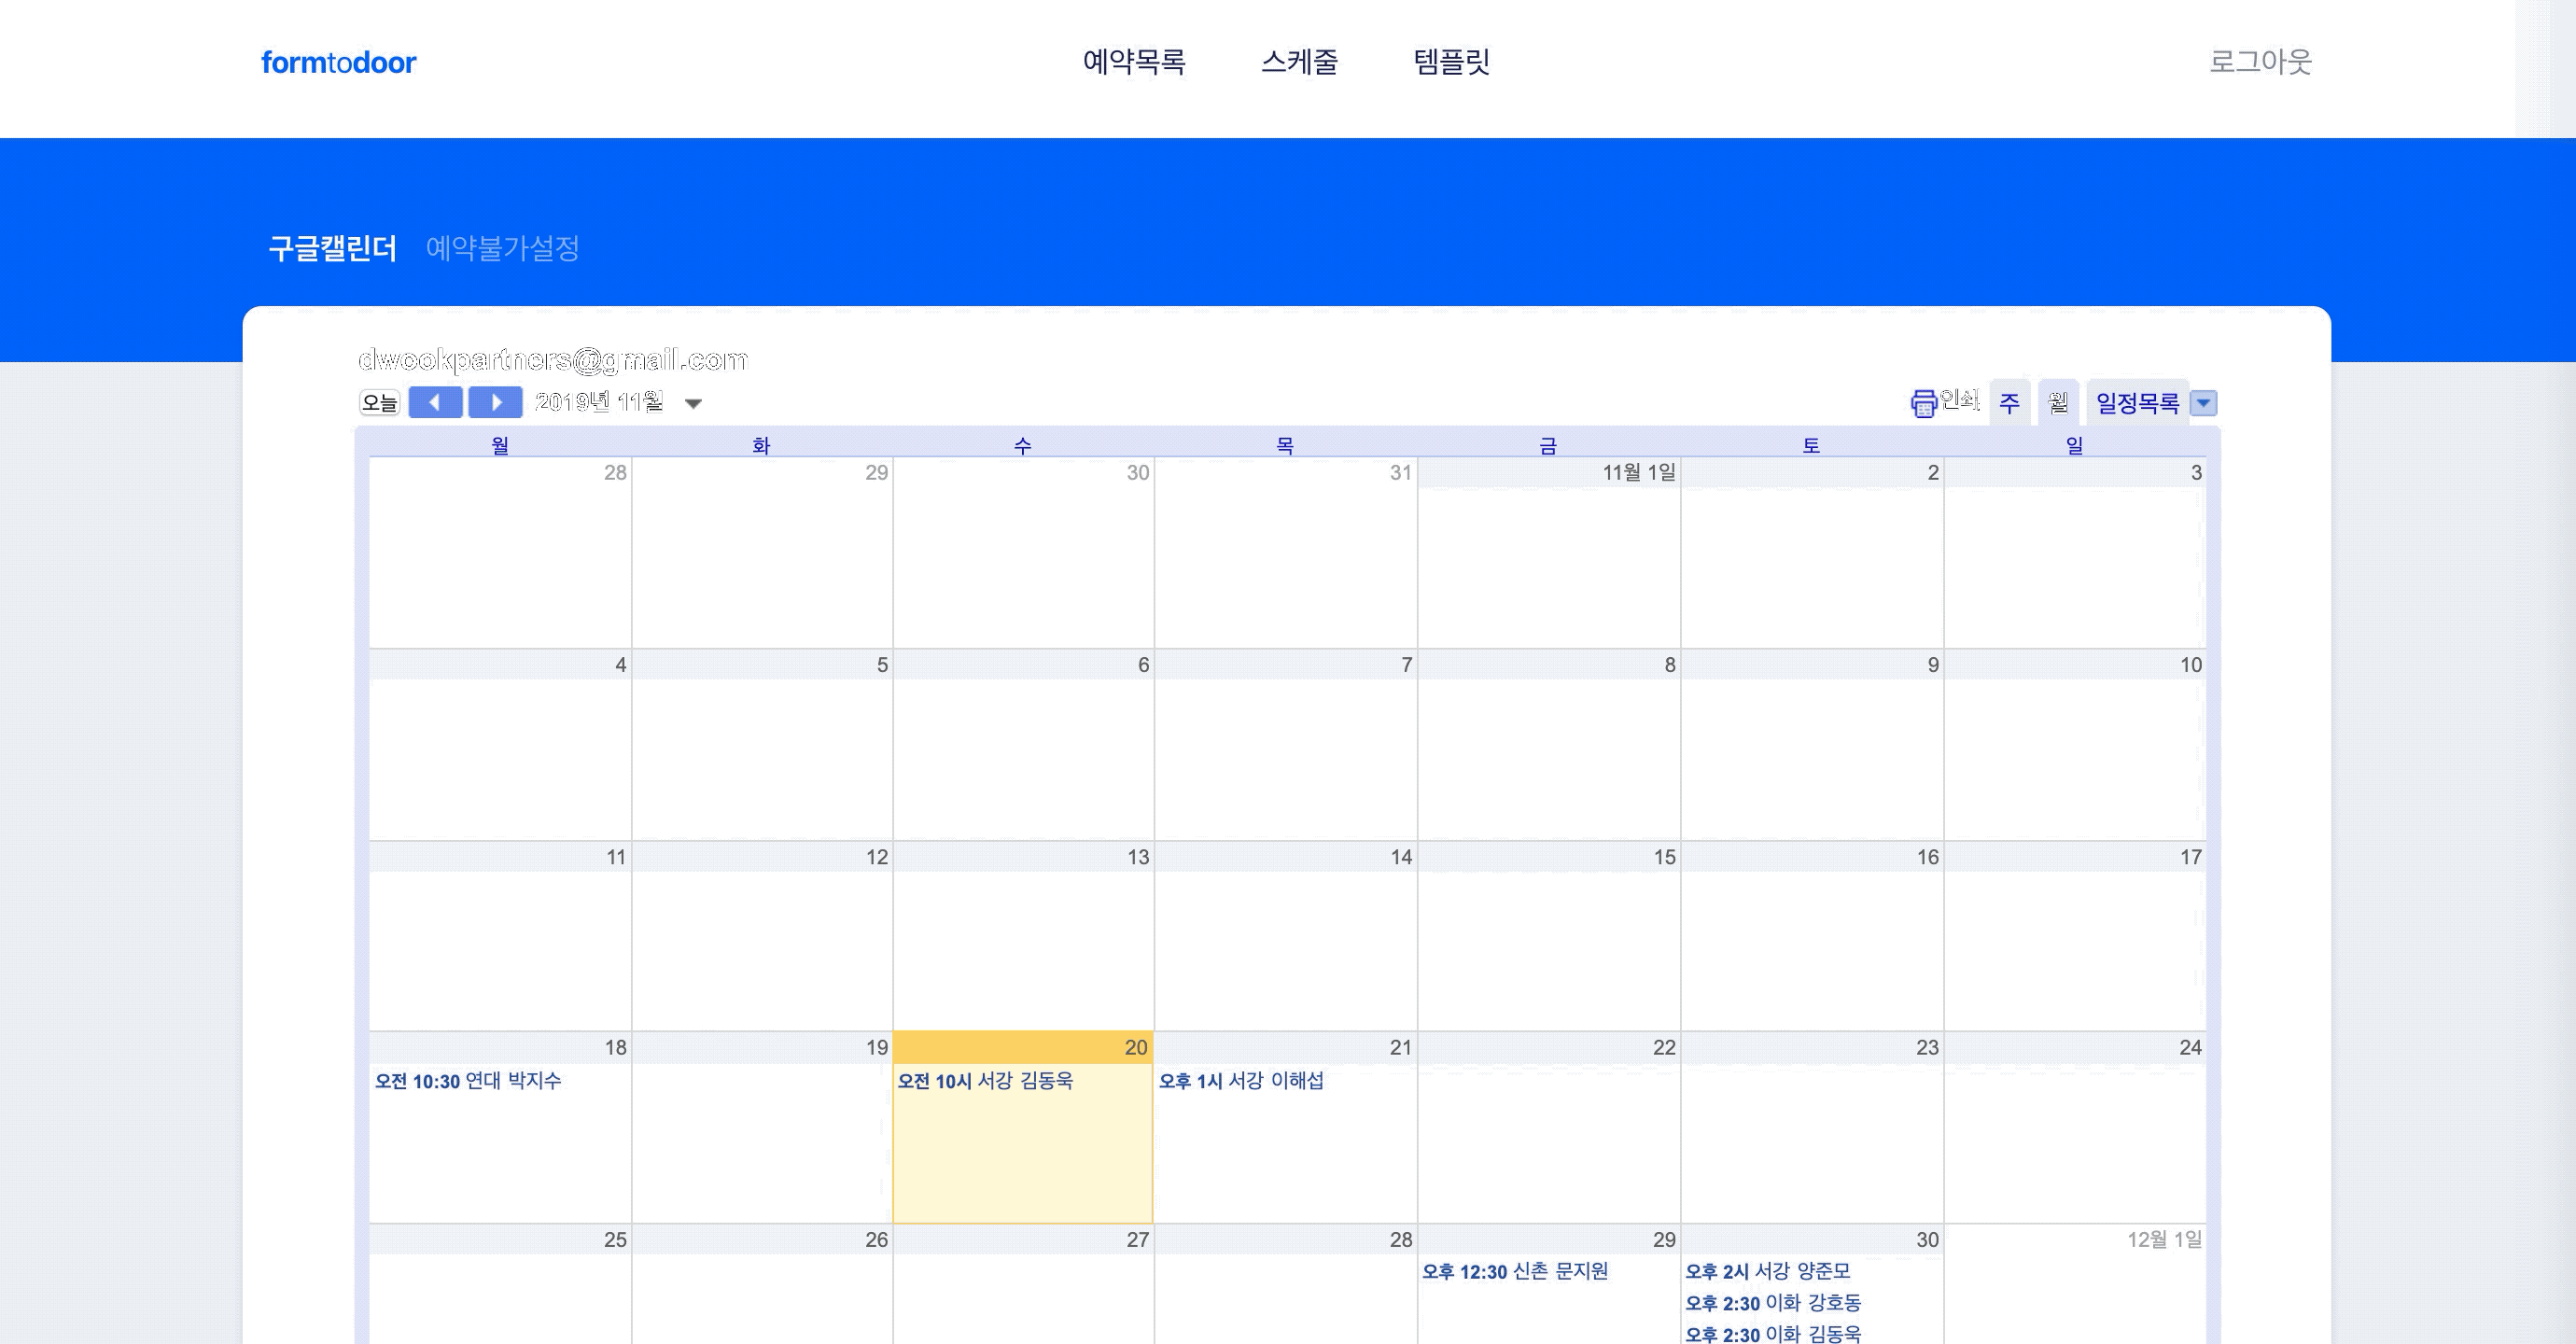 formtodoor 예약목록 스케줄 템플릿 로그아웃
구글캘린더 예약불가설정
dwookpartners@gmail.com
오늘 2019년 11월 인쇄 주 월 일정목록
월 화 수 목 금 토 일
28 29 30 31 11월 1일 2 3
4 5 6 7 8 9 10
11 12 13 14 15 16 17
18 19 20 21 22 23 24
오전 10:30 연대 박지수 오전 10시 서강 김동욱 오후 1시 서강 이해섭
25 26 27 28 29 30 12월 1일
오후 12:30 신촌 문지원 오후 2시 서강 양준모
오후 2:30 이화 강호동
오후 2:30 이화 김동욱